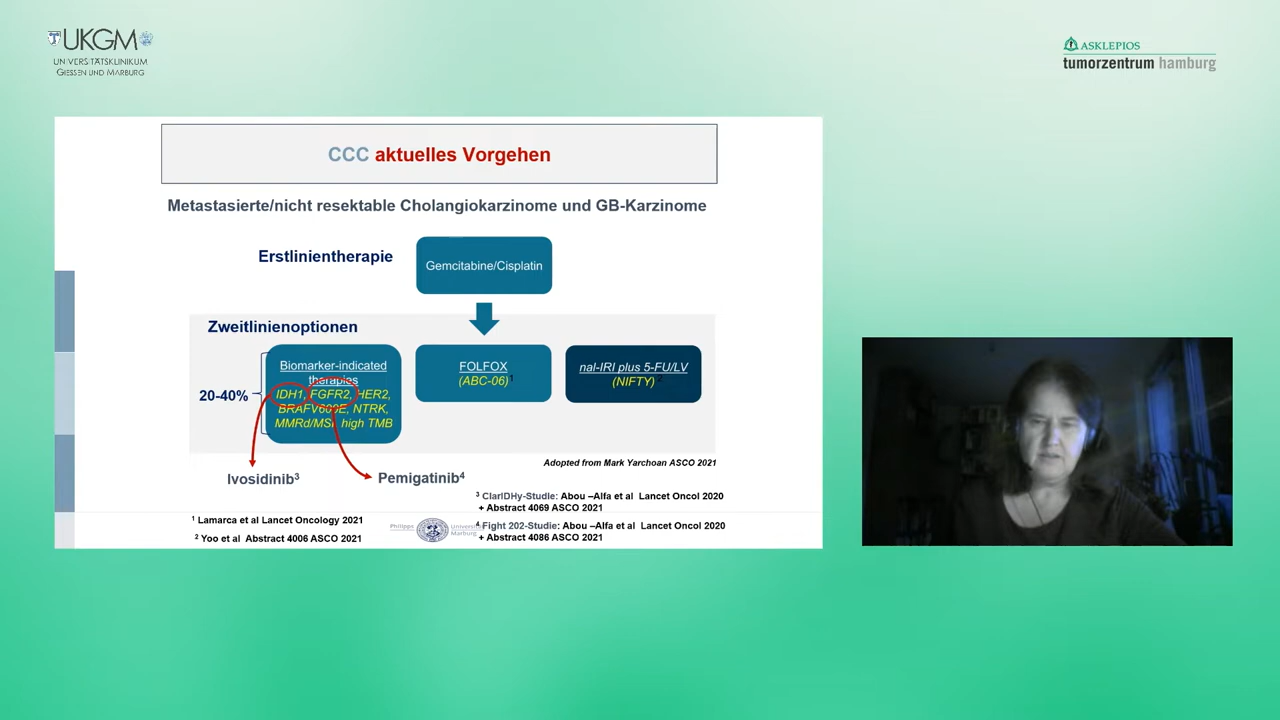 UKGM
UNIVERSITÄTSKLINIKUM
GIESSEN UND MARBURG
ASKLEPIOS
tumorzentrum hamburg
CCC aktuelles Vorgehen
Metastasierte/nicht resektable Cholangiokarzinome und GB-Karzinome
Erstlinientherapie
Gemcitabine/Cisplatin
Zweitlinienoptionen
20-40%
Biomarker-indicated
therapies
IDH1, FGFR2, HER2,
BRAFV600E, NTRK,
MMRd/MSI, high TMB
FOLFOX
(ABC-06)1
nal-IRI plus 5-FU/LV
(NIFTY) 2
Adopted from Mark Yarchoan ASCO 2021
Ivosidinib3
Pemigatinib4
3 ClarIDHy-Studie: Abou –Alfa et al Lancet Oncol 2020
+ Abstract 4069 ASCO 2021
1 Lamarca et al Lancet Oncology 2021
2 Yoo et al Abstract 4006 ASCO 2021
Philipps
Universität
Marburg
4 Fight 202-Studie: Abou –Alfa et al Lancet Oncol 2020
+ Abstract 4086 ASCO 2021